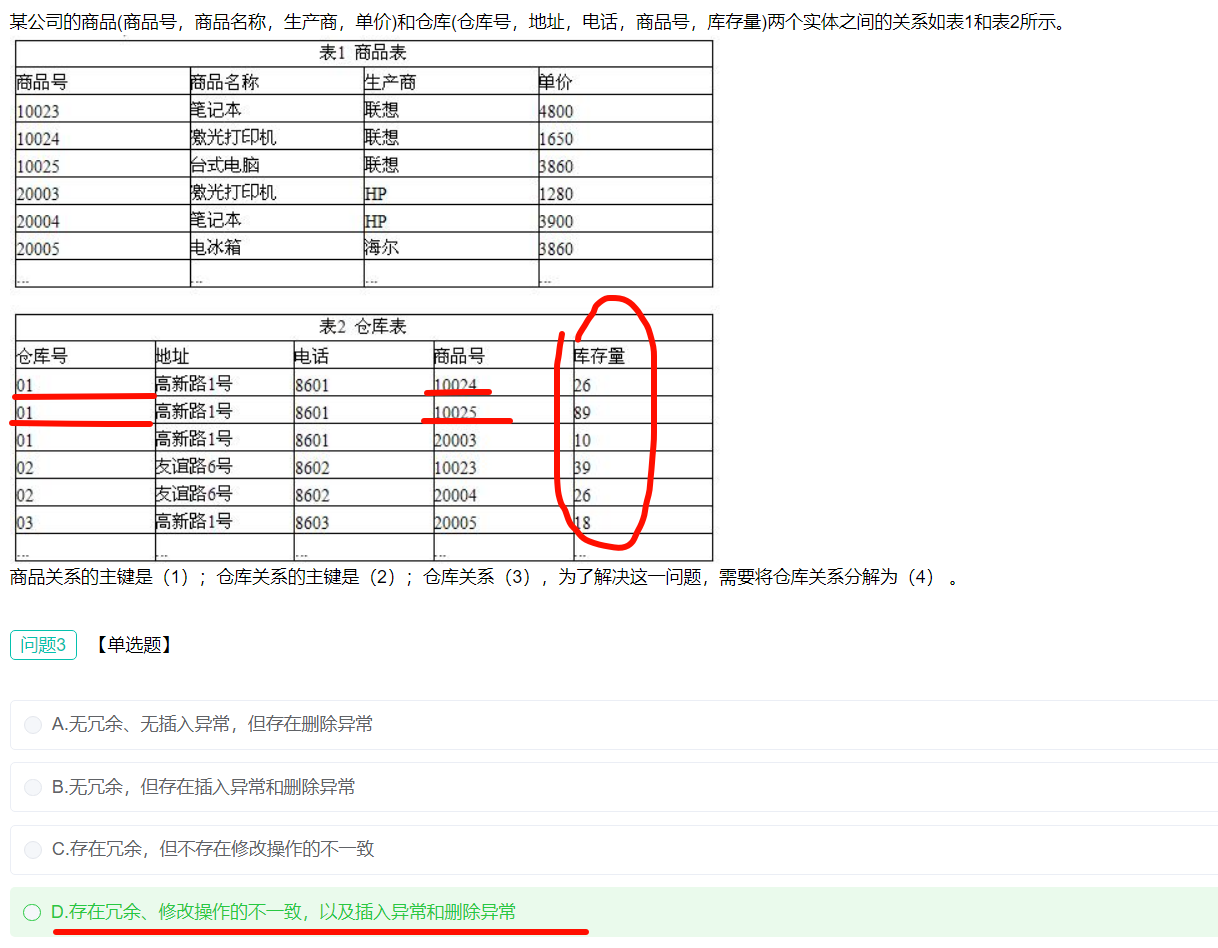 某公司的商品(商品号，商品名称，生产商，单价)和仓库(仓库号，地址，电话，商品号，库存量)两个实体之间的关系如表1和表2所示。
表1 商品表
商品号 商品名称 生产商 单价
10023 笔记本 联想 4800
10024 激光打印机 联想 1650
10025 台式电脑 联想 3860
20003 激光打印机 HP 1280
20004 笔记本 HP 3900
20005 电冰箱 海尔 3860
... ... ... ...
表2 仓库表
仓库号 地址 电话 商品号 库存量
01 高新路1号 8601 10024 26
01 高新路1号 8601 10025 89
01 高新路1号 8601 20003 10
02 友谊路6号 8602 10023 39
02 友谊路6号 8602 20004 26
03 高新路1号 8603 20005 18
... ... ... ... ...
商品关系的主键是（1）；仓库关系的主键是（2）；仓库关系（3），为了解决这一问题，需要将仓库关系分解为（4） 。
问题3 【单选题】
A.无冗余、无插入异常，但存在删除异常
B.无冗余，但存在插入异常和删除异常
C.存在冗余，但不存在修改操作的不一致
D.存在冗余、修改操作的不一致，以及插入异常和删除异常